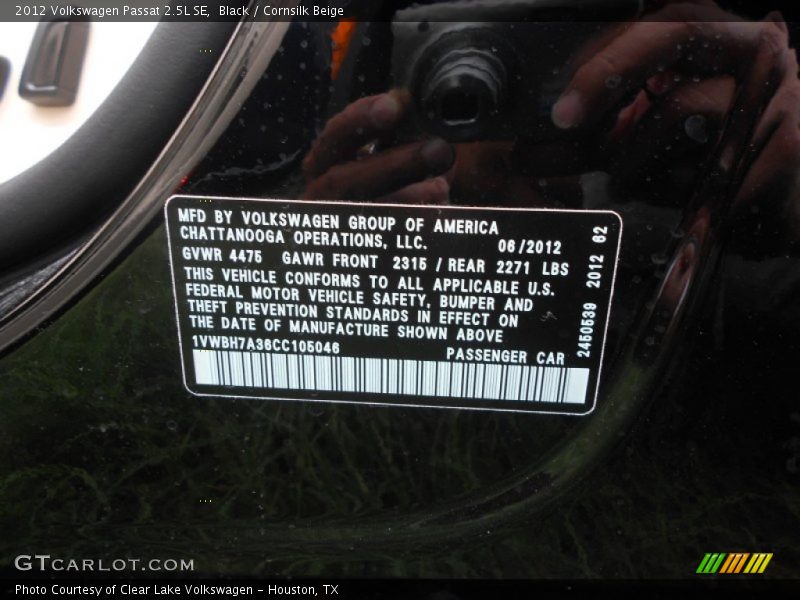 2012 Volkswagen Passat 2.5L SE, Black / Cornsilk Beige
MFD BY VOLKSWAGEN GROUP OF AMERICA
CHATTANOOGA OPERATIONS, LLC. 06/2012
GVWR 4475 GAWR FRONT 2315 / REAR 2271 LBS
THIS VEHICLE CONFORMS TO ALL APPLICABLE U.S.
FEDERAL MOTOR VEHICLE SAFETY, BUMPER AND
THEFT PREVENTION STANDARDS IN EFFECT ON
THE DATE OF MANUFACTURE SHOWN ABOVE
1VWBH7A36CC105046 PASSENGER CAR
2450539 2012 62
GTCARLOT.COM
Photo Courtesy of Clear Lake Volkswagen - Houston, TX